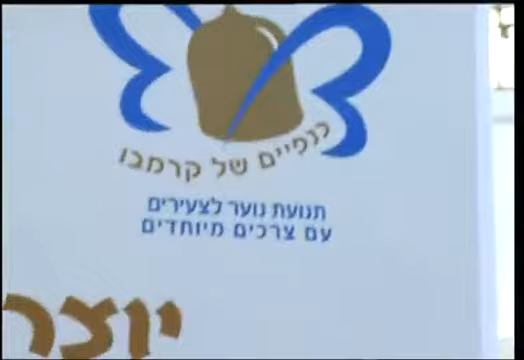 כנפיים של קרמבו
תנועת נוער לצעירים
עם צרכים מיוחדים
יוצר